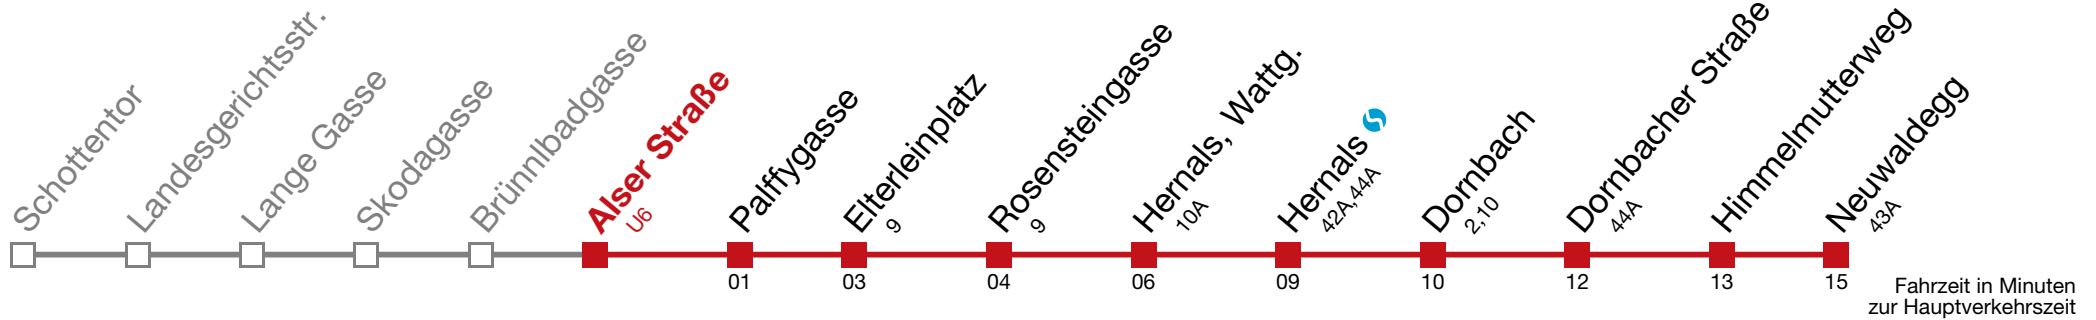 Schottentor
Landesgerichtsstr.
Lange Gasse
Skodagasse
Brünnlbadgasse
Alser Straße
U6
Palffygasse
Elterleinplatz
9
Rosensteingasse
9
Hernals, Wattg.
10A
Hernals
42A,44A
Dornbach
2,10
Dornbacher Straße
44A
Himmelmutterweg
Neuwaldegg
43A
01 03 04 06 09 10 12 13 15
Fahrzeit in Minuten
zur Hauptverkehrszeit